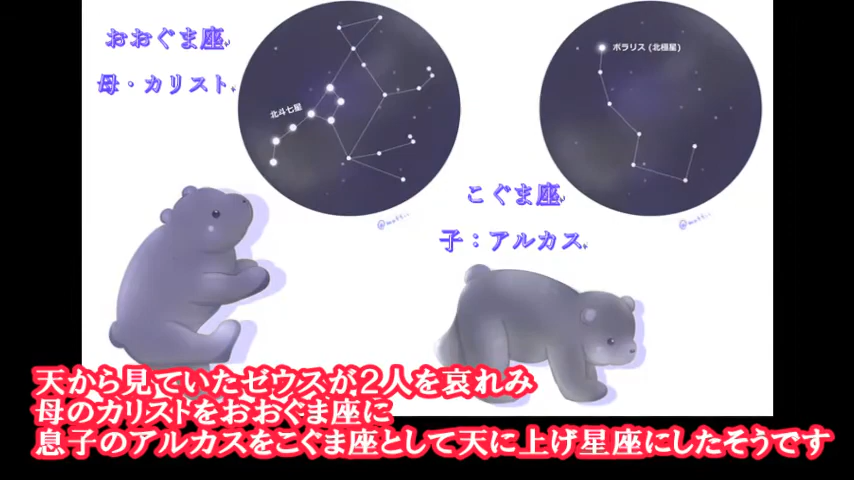 おおぐま座
母・カリスト
北斗七星
ポラリス (北極星)
こぐま座
子：アルカス
天から見ていたゼウスが２人を哀れみ
母のカリストをおおぐま座に
息子のアルカスをこぐま座として天に上げ星座にしたそうです